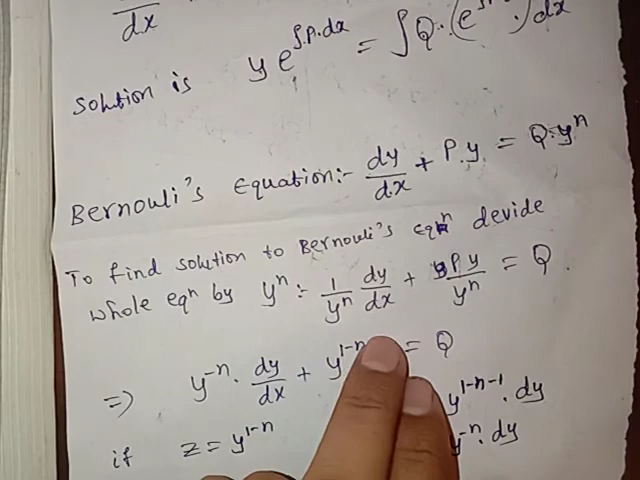 dx
Solution is y e^∫P.dx = ∫Q.(e^∫ .)dx
Bernouli's Equation:- dy/dx + P.y = Q.y^n
To find solution to Bernouli's eq^n devide
whole eq^n by y^n :- 1/y^n dy/dx + P y/y^n = Q.
=> y^-n . dy/dx + y^1-n = Q
if z = y^1-n y^1-n-1 . dy
y^-n . dy